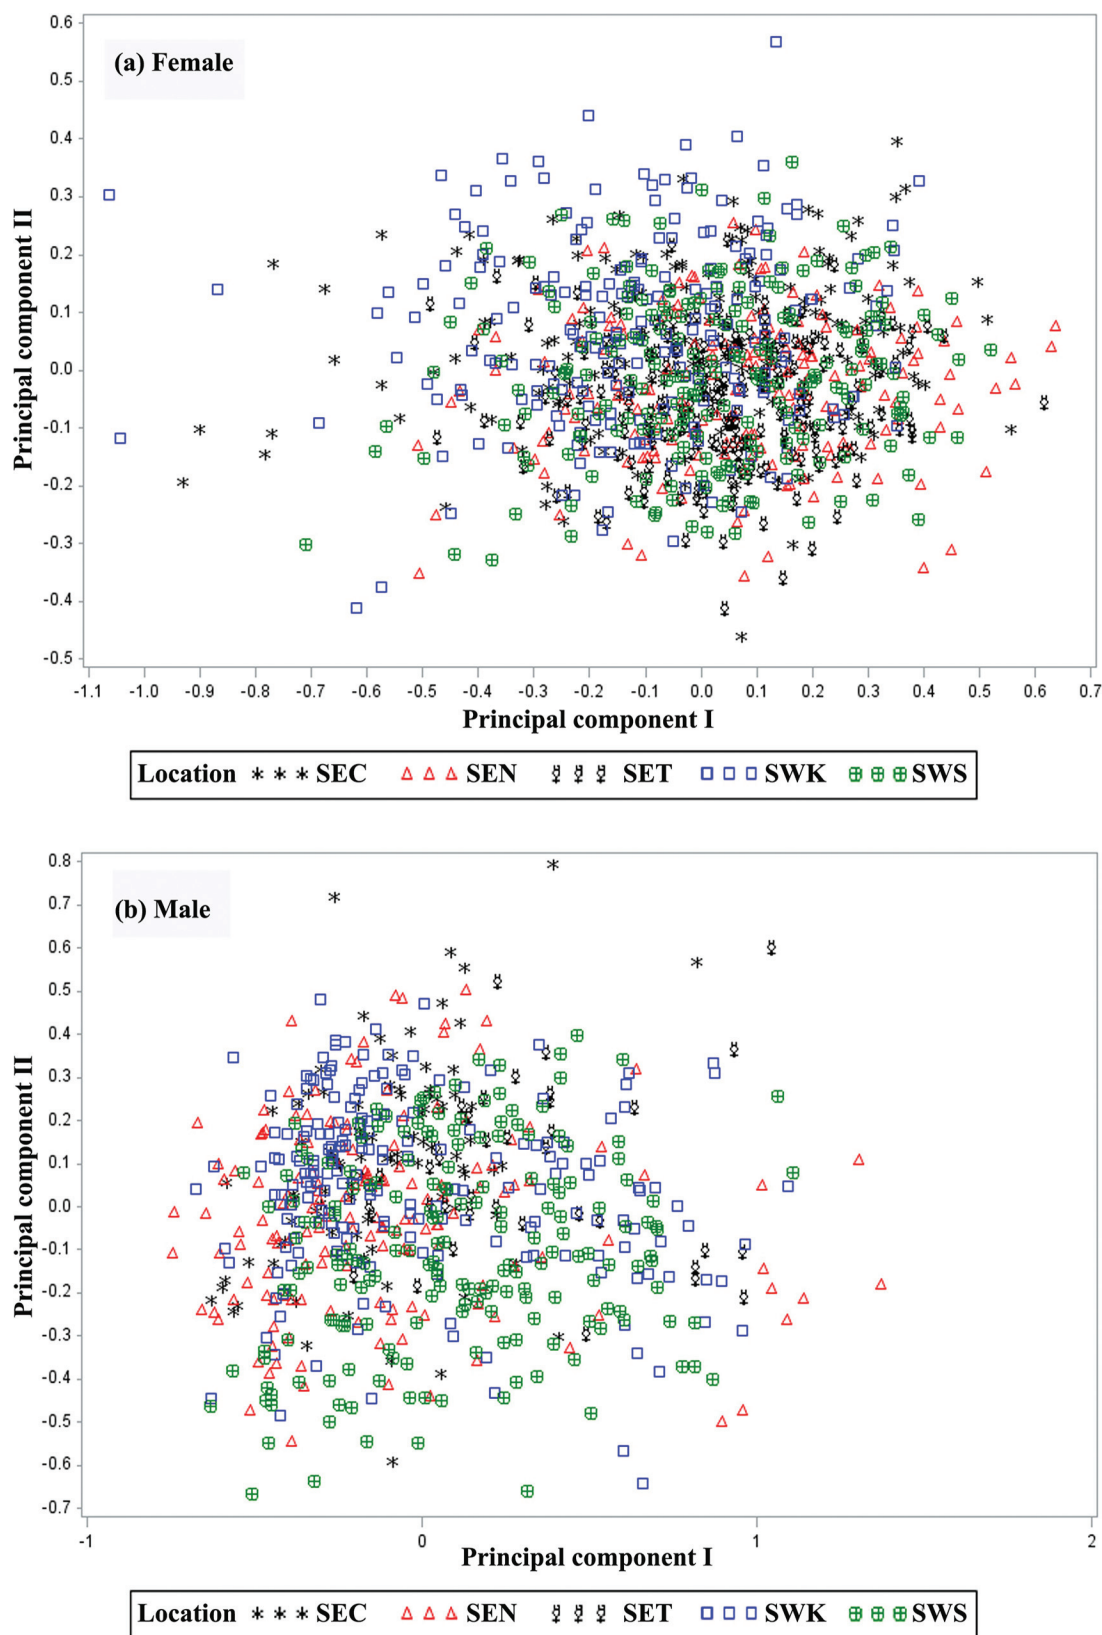 (a) Female
Principal component II
0.6
0.5
0.4
0.3
0.2
0.1
0.0
-0.1
-0.2
-0.3
-0.4
-0.5
-1.1 -1.0 -0.9 -0.8 -0.7 -0.6 -0.5 -0.4 -0.3 -0.2 -0.1 0.0 0.1 0.2 0.3 0.4 0.5 0.6 0.7
Principal component I
Location SEC SEN SET SWK SWS
(b) Male
Principal component II
0.8
0.7
0.6
0.5
0.4
0.3
0.2
0.1
0.0
-0.1
-0.2
-0.3
-0.4
-0.5
-0.6
-0.7
-1 0 1 2
Principal component I
Location SEC SEN SET SWK SWS